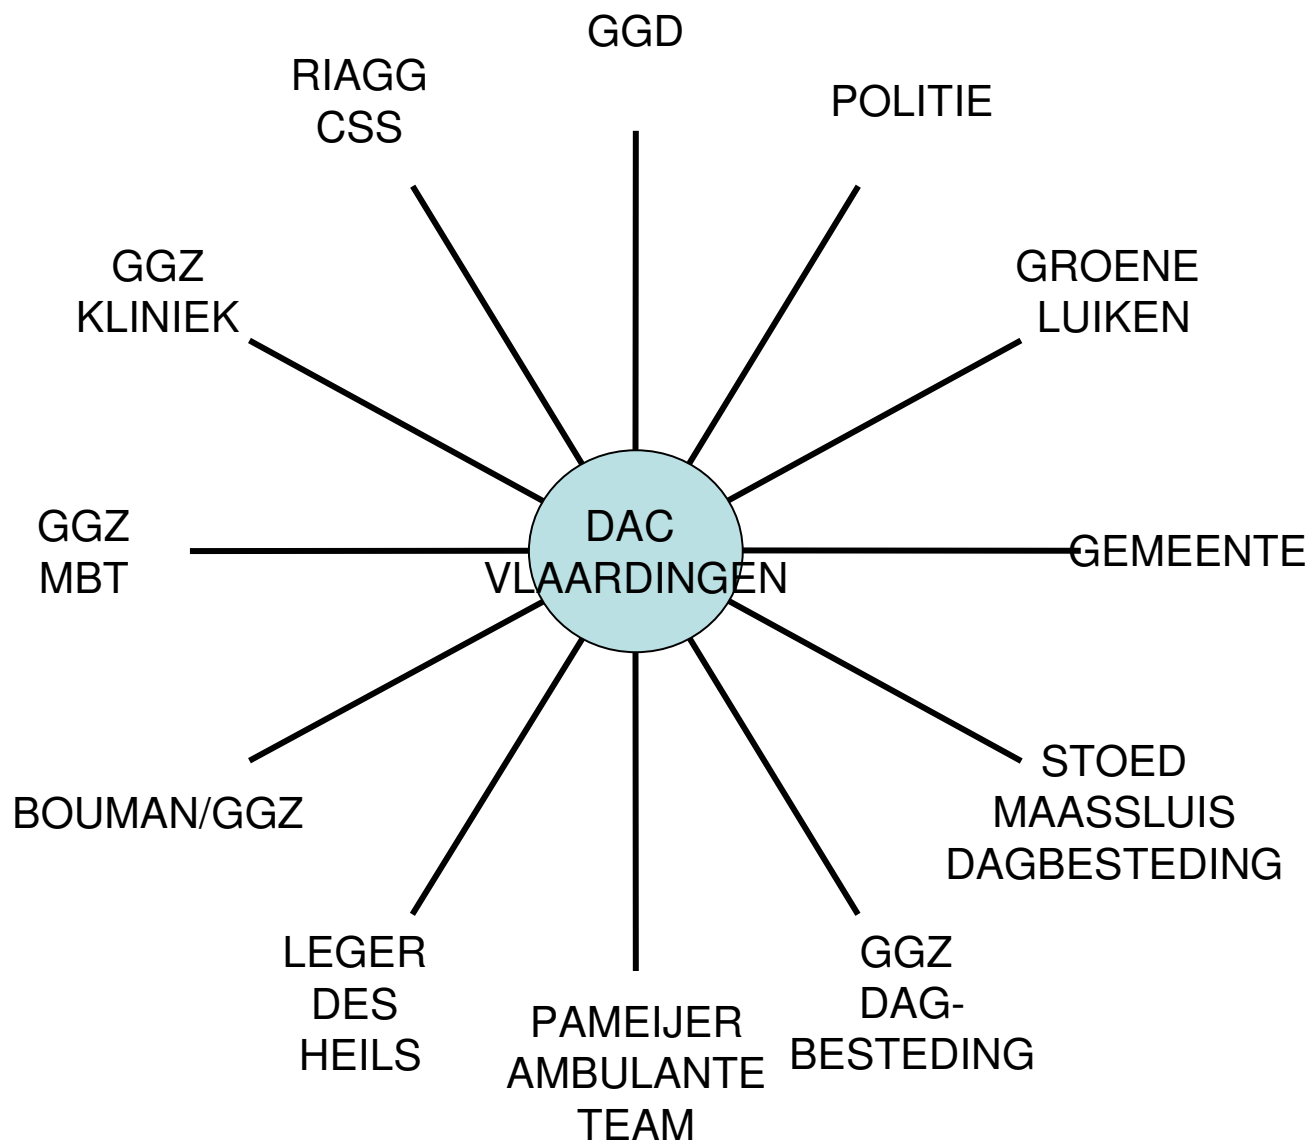 GGD
RIAGG
CSS
POLITIE
GGZ
KLINIEK
GROENE
LUIKEN
GGZ
MBT
DAC
VLAARDINGEN
GEMEENTE
BOUMAN/GGZ
STOED
MAASSLUIS
DAGBESTEDING
LEGER
DES
HEILS
PAMEIJER
AMBULANTE
TEAM
GGZ
DAG-
BESTEDING